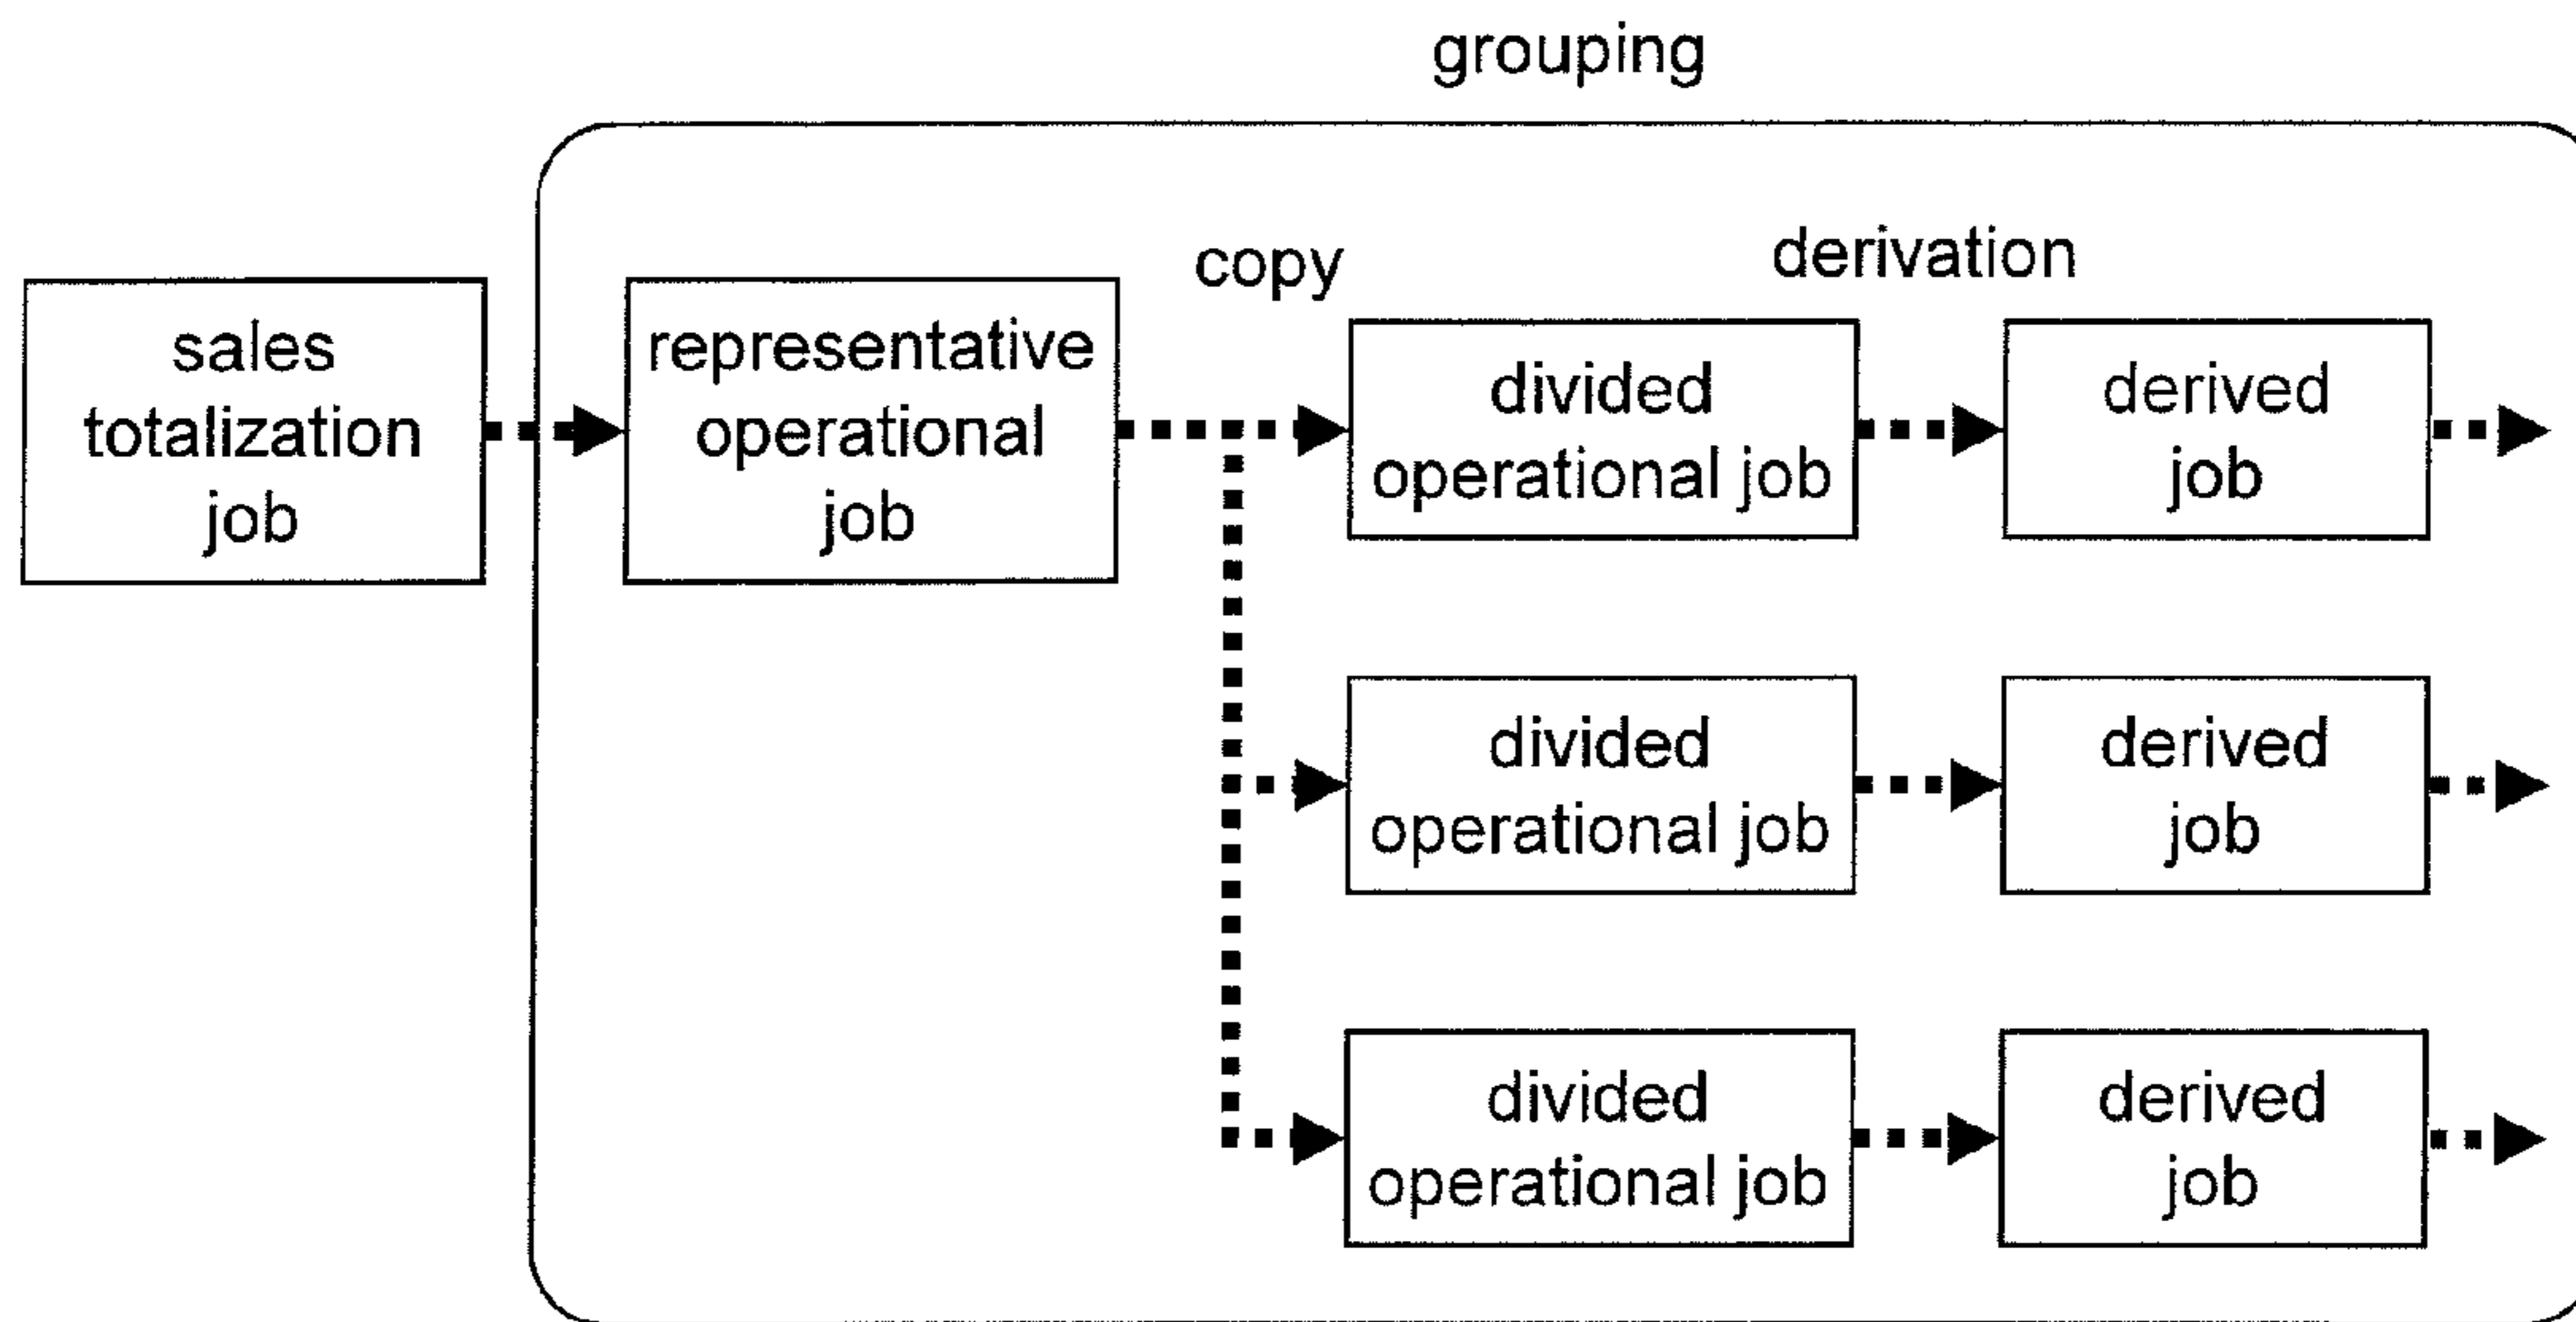 grouping
copy
derivation
sales
totalization
job
representative
operational
job
divided
operational job
derived
job
divided
operational job
derived
job
divided
operational job
derived
job